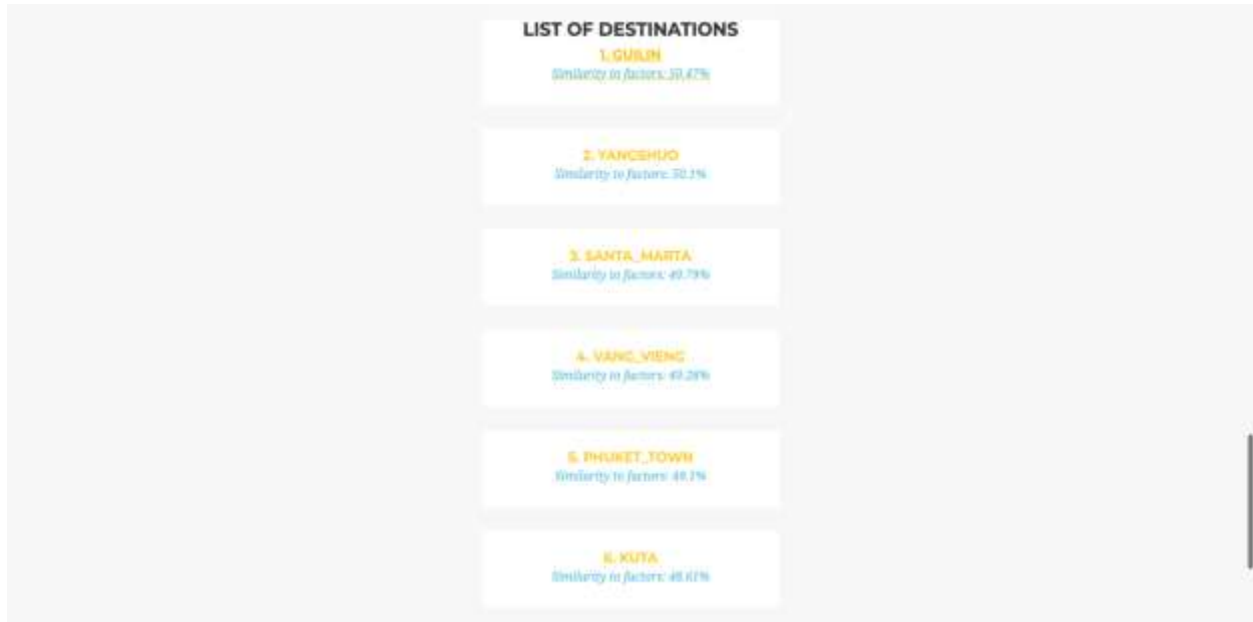 LIST OF DESTINATIONS
1. GUILIN
Similarity to factors: 50.47%
2. YANGSHUO
Similarity to factors: 50.1%
3. SANTA_MARTA
Similarity to factors: 49.79%
4. VANG_VIENG
Similarity to factors: 49.28%
5. PHUKET_TOWN
Similarity to factors: 49.1%
6. KUTA
Similarity to factors: 48.61%